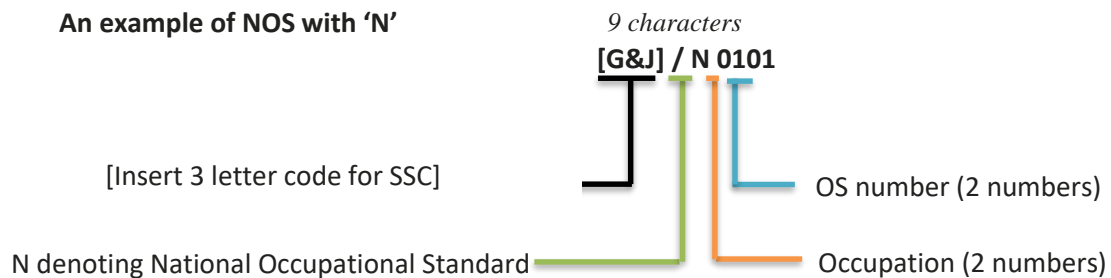 An example of NOS with ‘N’
9 characters
[G&J] / N 0101
[Insert 3 letter code for SSC]
OS number (2 numbers)
N denoting National Occupational Standard
Occupation (2 numbers)